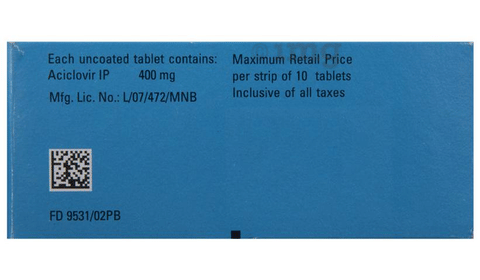 Each uncoated tablet contains:
Aciclovir IP 400 mg
Mfg. Lic. No.: L/07/472/MNB
FD 9531/02PB
1mg
Maximum Retail Price
per strip of 10 tablets
Inclusive of all taxes